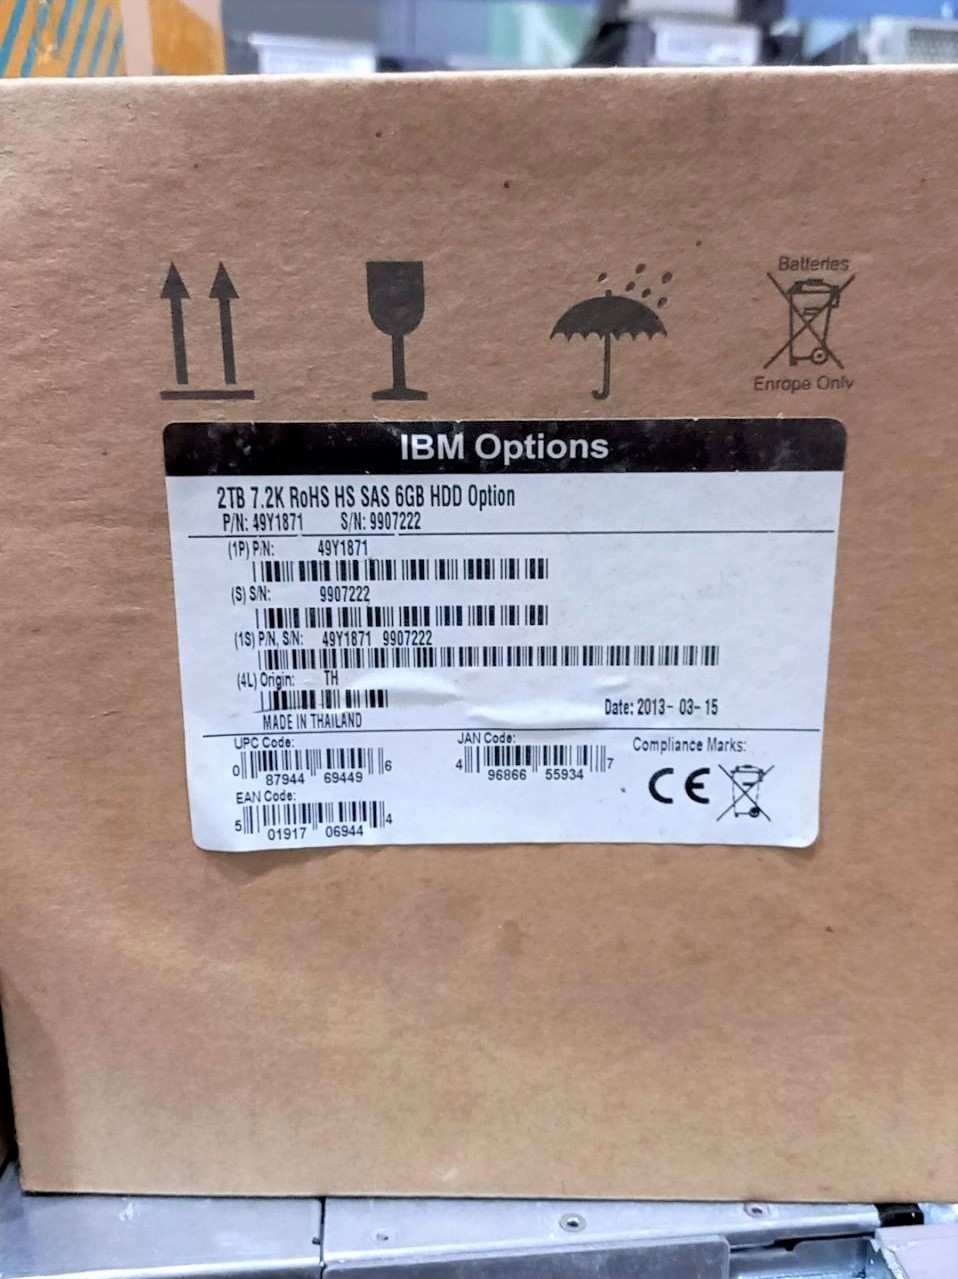 Batteries
Enrope Only
IBM Options
2TB 7.2K RoHS HS SAS 6GB HDD Option
P/N: 49Y1871 S/N: 9907222
(1P) P/N: 49Y1871
(S) S/N: 9907222
(1S) P/N, S/N: 49Y1871 9907222
(4L) Origin: TH
MADE IN THAILAND
Date: 2013- 03- 15
UPC Code:
0 87944 69449 6
JAN Code:
4 96866 55934 7
Compliance Marks:
CE
EAN Code:
5 01917 06944 4